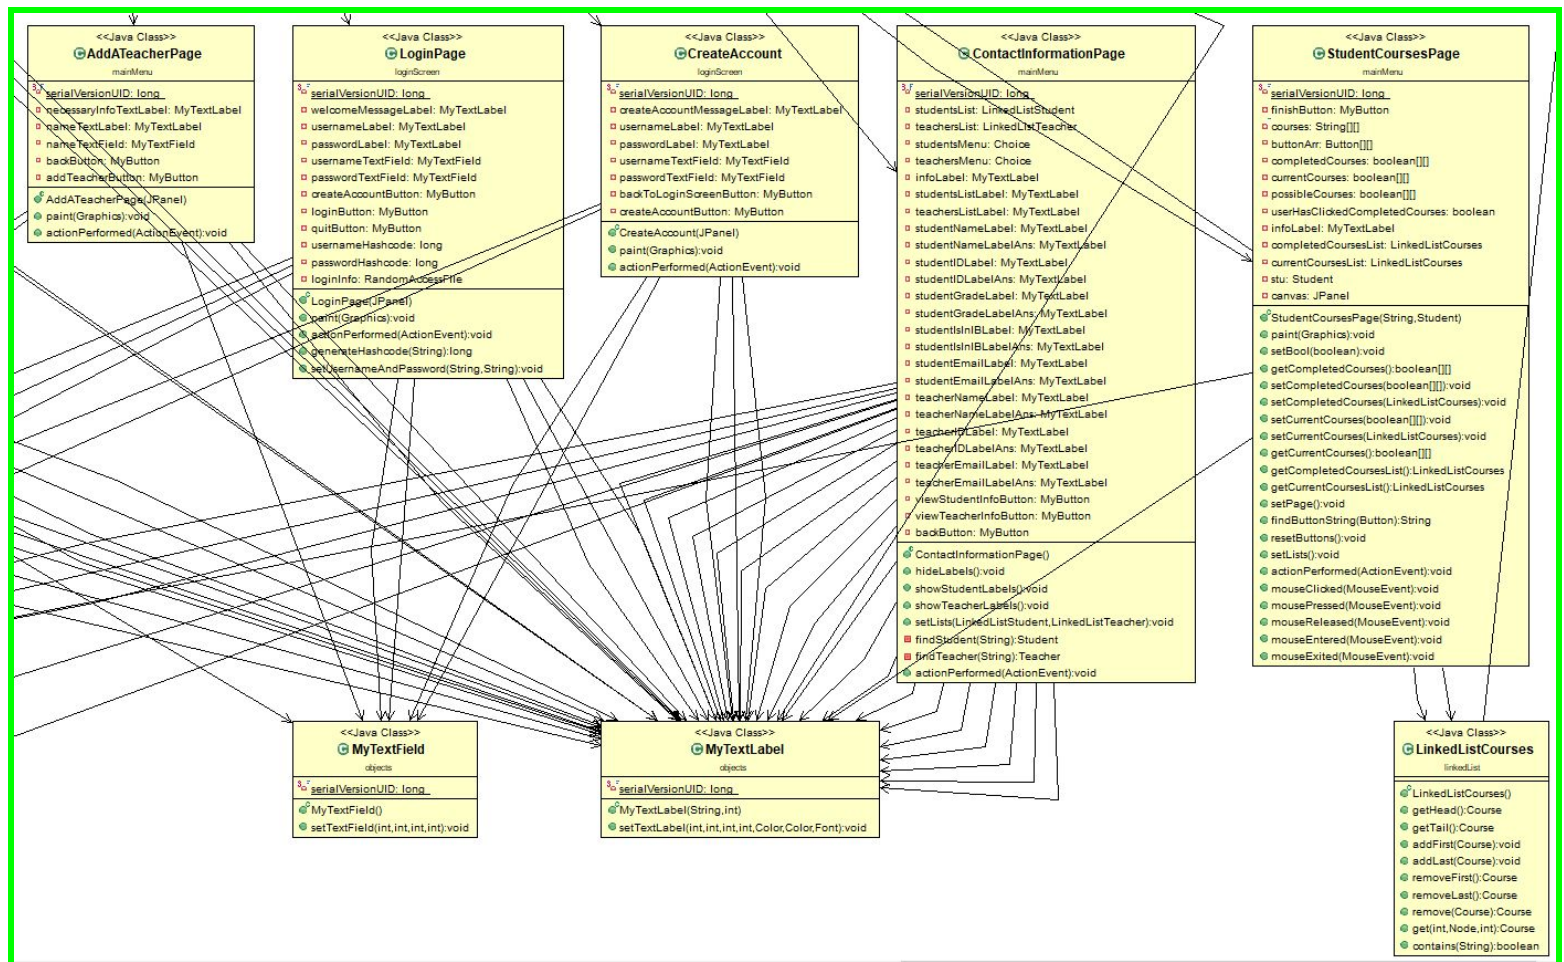 <<Java Class>>
AddATeacherPage
mainMenu
serialVersionUID: long
necessaryInfoTextLabel: MyTextLabel
nameTextLabel: MyTextLabel
nameTextField: MyTextField
backButton: MyButton
addTeacherButton: MyButton
AddATeacherPage(JPanel)
paint(Graphics):void
actionPerformed(ActionEvent):void
<<Java Class>>
LoginPage
loginScreen
serialVersionUID: long
welcomeMessageLabel: MyTextLabel
usernameLabel: MyTextLabel
passwordLabel: MyTextLabel
usernameTextField: MyTextField
passwordTextField: MyTextField
createAccountButton: MyButton
loginButton: MyButton
quitButton: MyButton
usernameHashcode: long
passwordHashcode: long
loginInfo: RandomAccessFile
LoginPage(JPanel)
paint(Graphics):void
actionPerformed(ActionEvent):void
generateHashcode(String):long
setUsernameAndPassword(String,String):void
<<Java Class>>
CreateAccount
loginScreen
serialVersionUID: long
createAccountMessageLabel: MyTextLabel
usernameLabel: MyTextLabel
passwordLabel: MyTextLabel
usernameTextField: MyTextField
passwordTextField: MyTextField
backToLoginScreenButton: MyButton
createAccountButton: MyButton
CreateAccount(JPanel)
paint(Graphics):void
actionPerformed(ActionEvent):void
<<Java Class>>
ContactInformationPage
mainMenu
serialVersionUID: long
studentsList: LinkedListStudent
teachersList: LinkedListTeacher
studentsMenu: Choice
teachersMenu: Choice
infoLabel: MyTextLabel
studentsListLabel: MyTextLabel
teachersListLabel: MyTextLabel
studentNameLabel: MyTextLabel
studentNameLabelAns: MyTextLabel
studentIDLabel: MyTextLabel
studentIDLabelAns: MyTextLabel
studentGradeLabel: MyTextLabel
studentGradeLabelAns: MyTextLabel
studentIsInIBLabel: MyTextLabel
studentIsInIBLabelAns: MyTextLabel
studentEmailLabel: MyTextLabel
studentEmailLabelAns: MyTextLabel
teacherNameLabel: MyTextLabel
teacherNameLabelAns: MyTextLabel
teacherIDLabel: MyTextLabel
teacherIDLabelAns: MyTextLabel
teacherEmailLabel: MyTextLabel
teacherEmailLabelAns: MyTextLabel
viewStudentInfoButton: MyButton
viewTeacherInfoButton: MyButton
backButton: MyButton
ContactInformationPage()
hideLabels():void
showStudentLabels():void
showTeacherLabels():void
setLists(LinkedListStudent,LinkedListTeacher):void
findStudent(String):Student
findTeacher(String):Teacher
actionPerformed(ActionEvent):void
<<Java Class>>
StudentCoursesPage
mainMenu
serialVersionUID: long
finishButton: MyButton
courses: String[][]
buttonArr: Button[][]
completedCourses: boolean[][]
currentCourses: boolean[][]
possibleCourses: boolean[][]
userHasClickedCompletedCourses: boolean
infoLabel: MyTextLabel
completedCoursesList: LinkedListCourses
currentCoursesList: LinkedListCourses
stu: Student
canvas: JPanel
StudentCoursesPage(String,Student)
paint(Graphics):void
setBool(boolean):void
getCompletedCourses():boolean[][]
setCompletedCourses(boolean[][]):void
setCompletedCourses(LinkedListCourses):void
setCurrentCourses(boolean[][]):void
setCurrentCourses(LinkedListCourses):void
getCurrentCourses():boolean[][]
getCompletedCoursesList():LinkedListCourses
getCurrentCoursesList():LinkedListCourses
setPage():void
findButtonString(Button):String
resetButtons():void
setLists():void
actionPerformed(ActionEvent):void
mouseClicked(MouseEvent):void
mousePressed(MouseEvent):void
mouseReleased(MouseEvent):void
mouseEntered(MouseEvent):void
mouseExited(MouseEvent):void
<<Java Class>>
MyTextField
objects
serialVersionUID: long
MyTextField()
setTextField(int,int,int,int):void
<<Java Class>>
MyTextLabel
objects
serialVersionUID: long
MyTextLabel(String,int)
setTextLabel(int,int,int,int,Color,Color,Font):void
<<Java Class>>
LinkedListCourses
linkedList
LinkedListCourses()
getHead():Course
getTail():Course
addFirst(Course):void
addLast(Course):void
removeFirst():Course
removeLast():Course
remove(Course):Course
get(int,Node,int):Course
contains(String):boolean